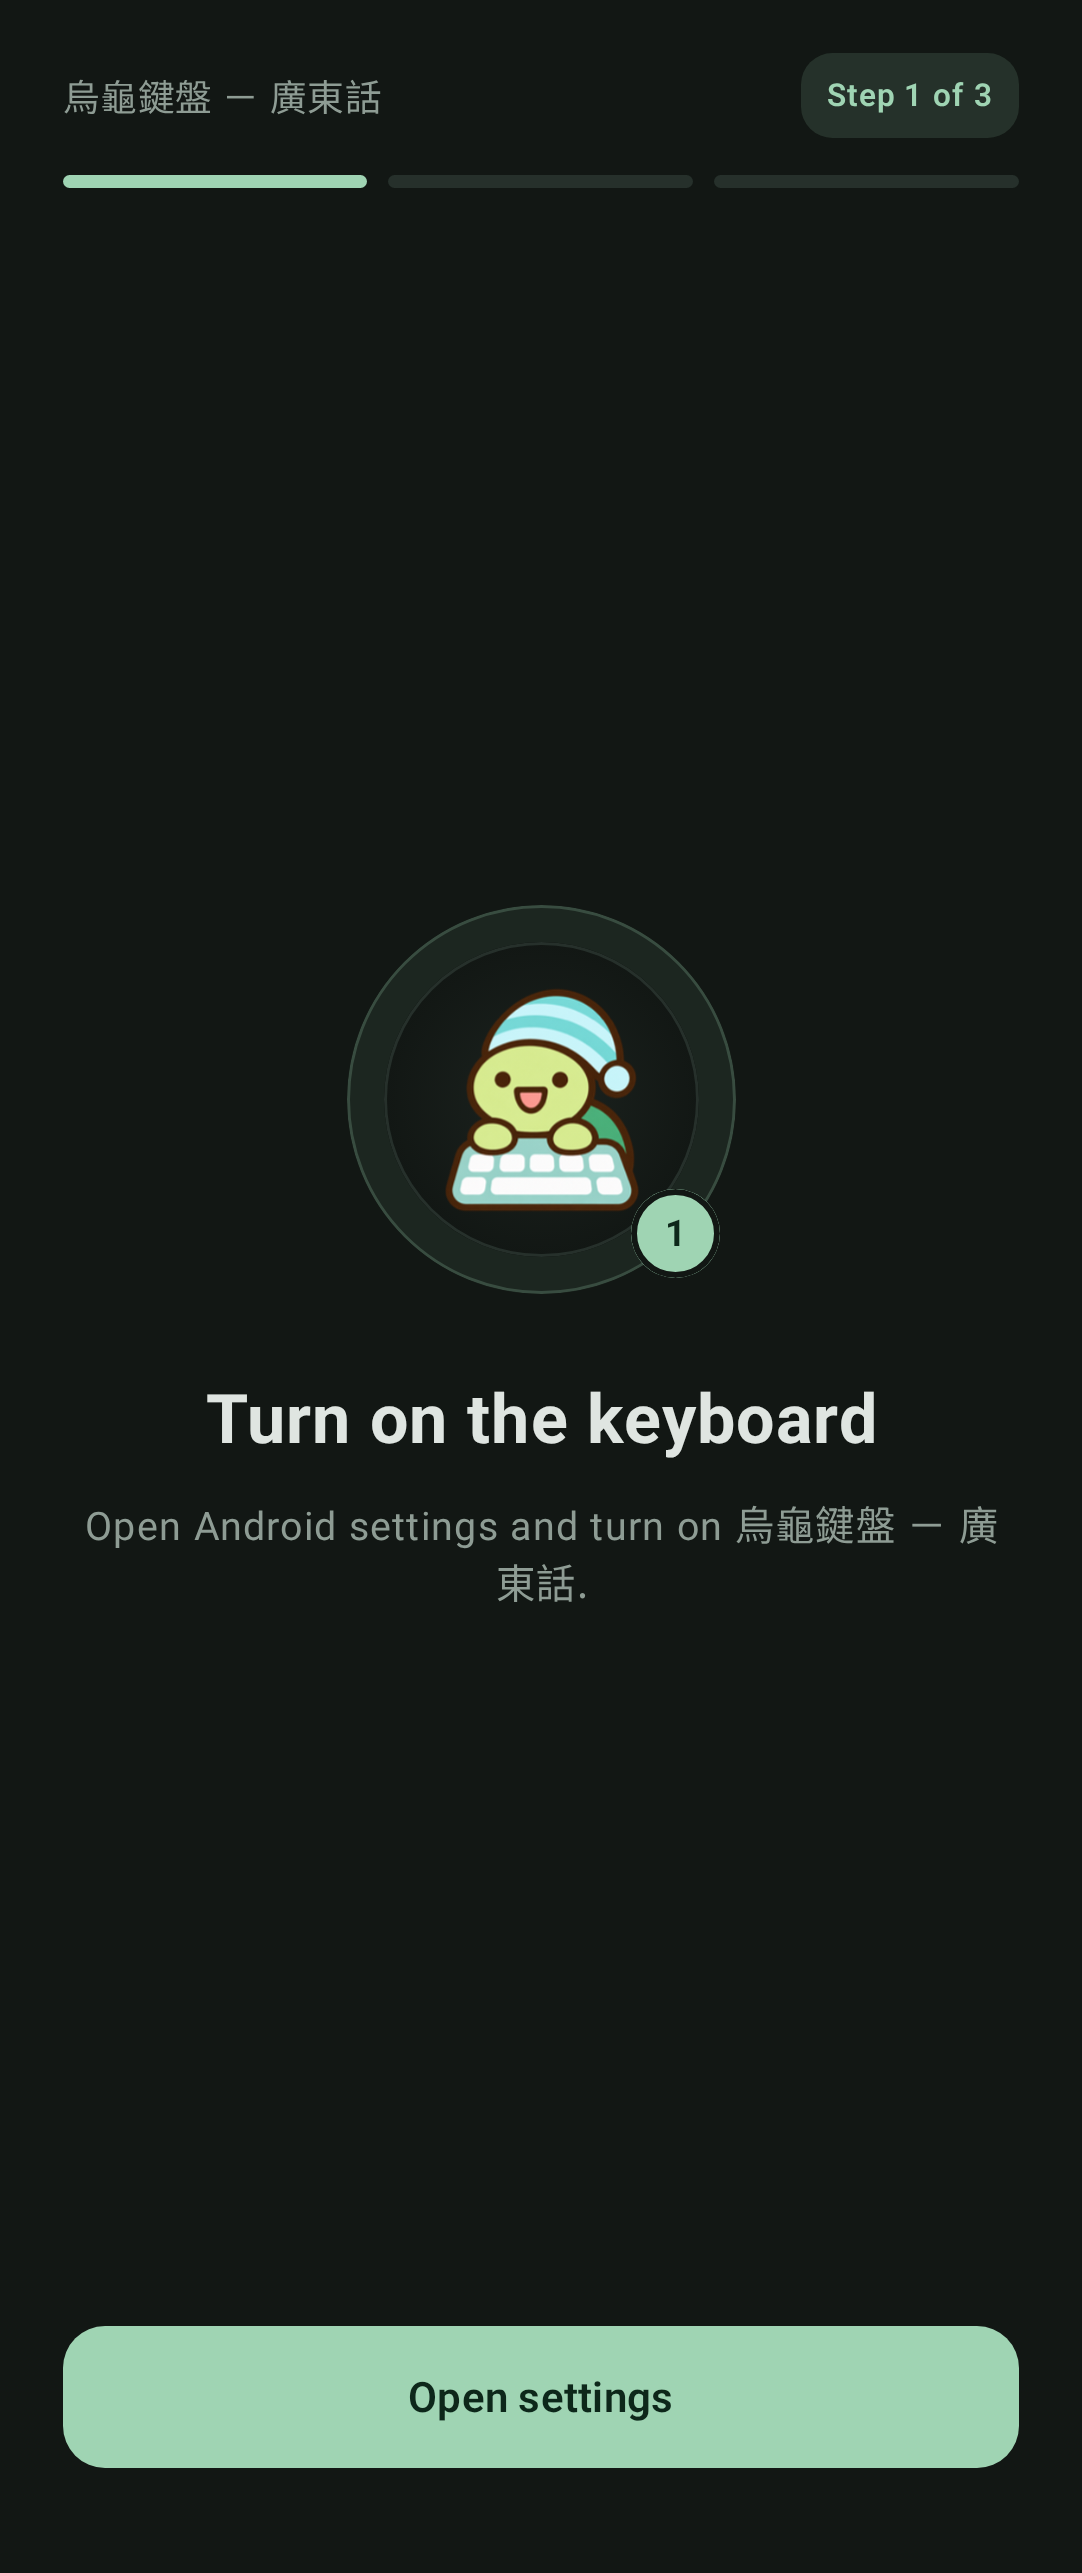 烏龜鍵盤 — 廣東話
Step 1 of 3
1
Turn on the keyboard
Open Android settings and turn on 烏龜鍵盤 — 廣
東話.
Open settings